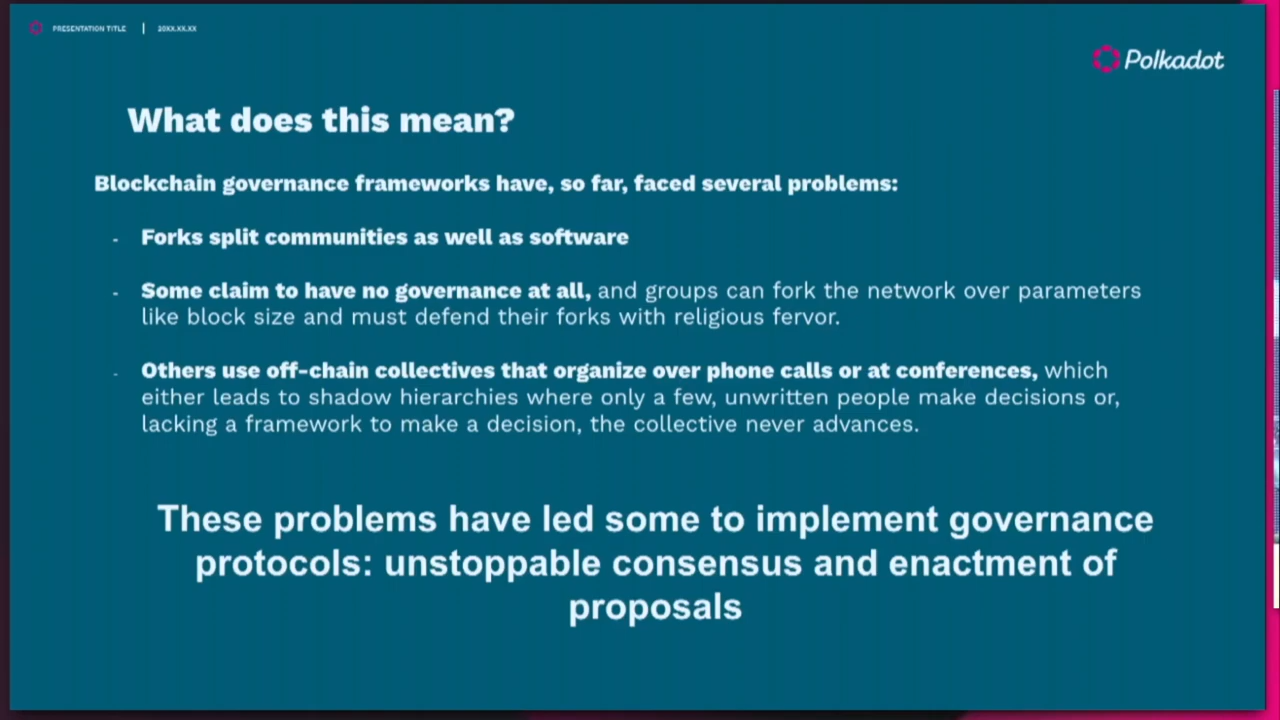 PRESENTATION TITLE | 20XX.XX.XX
Polkadot
What does this mean?
Blockchain governance frameworks have, so far, faced several problems:
- Forks split communities as well as software
- Some claim to have no governance at all, and groups can fork the network over parameters
like block size and must defend their forks with religious fervor.
- Others use off-chain collectives that organize over phone calls or at conferences, which
either leads to shadow hierarchies where only a few, unwritten people make decisions or,
lacking a framework to make a decision, the collective never advances.
These problems have led some to implement governance
protocols: unstoppable consensus and enactment of
proposals